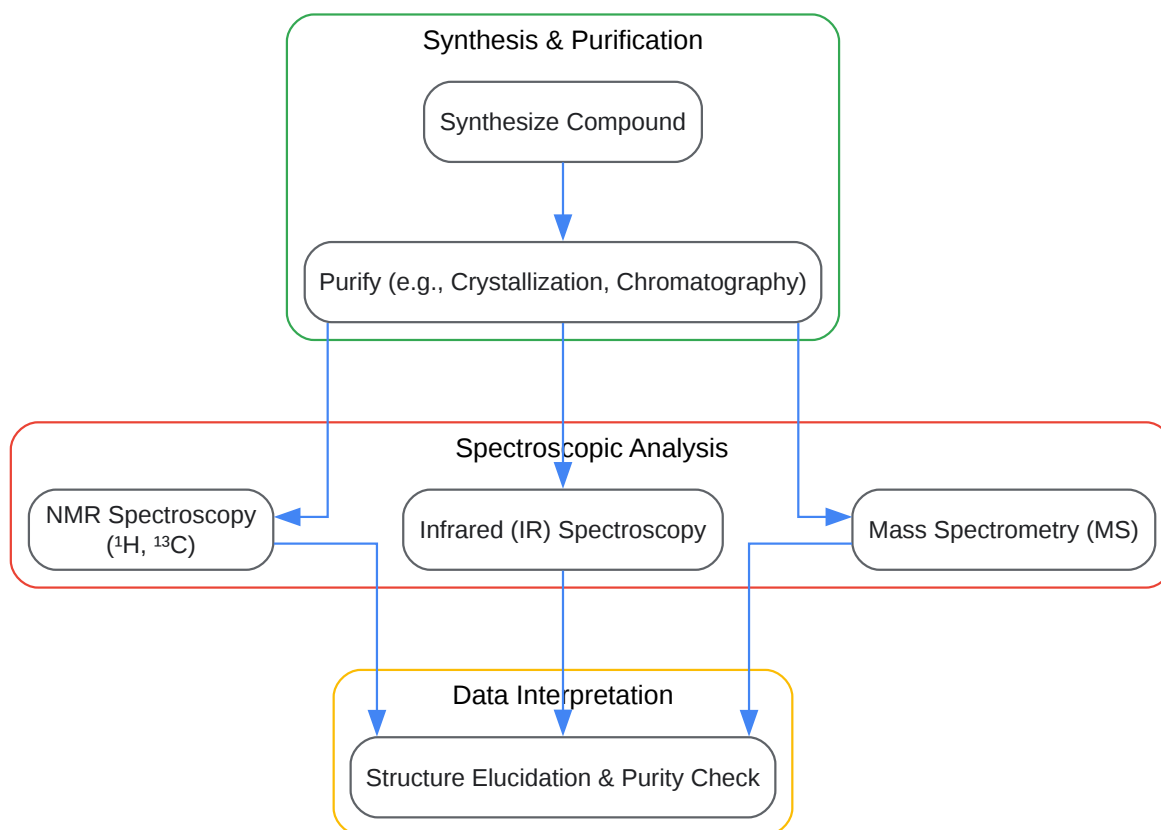 Synthesis & Purification
Synthesize Compound
Purify (e.g., Crystallization, Chromatography)
Spectroscopic Analysis
NMR Spectroscopy
(¹H, ¹³C)
Infrared (IR) Spectroscopy
Mass Spectrometry (MS)
Data Interpretation
Structure Elucidation & Purity Check